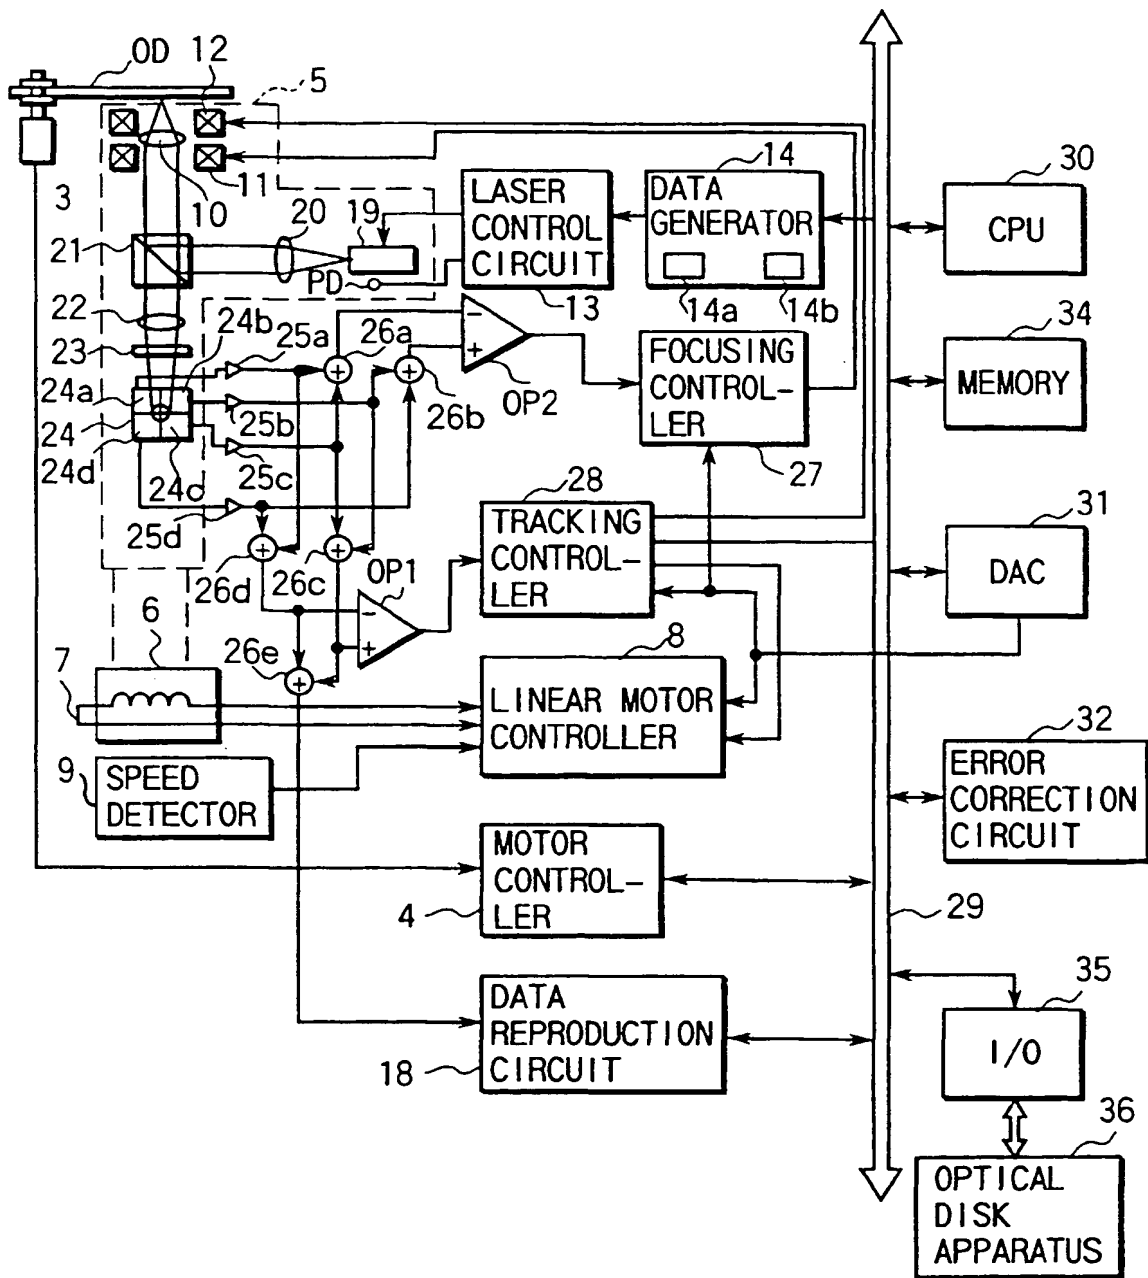 OD
12
5
3
11
10
20
19
21
PD
LASER
CONTROL
CIRCUIT
13
14
DATA
GENERATOR
14a
14b
30
CPU
22
23
24b
25a
26a
-
+
OP2
FOCUSING
CONTROL-
LER
27
34
MEMORY
24a
24
24d
24c
25b
25c
26b
25d
28
TRACKING
CONTROL-
LER
31
DAC
26d
26c
OP1
-
+
6
7
26e
8
LINEAR MOTOR
CONTROLLER
9
SPEED
DETECTOR
32
ERROR
CORRECTION
CIRCUIT
MOTOR
CONTROL-
LER
4
29
DATA
REPRODUCTION
CIRCUIT
18
35
I/O
36
OPTICAL
DISK
APPARATUS